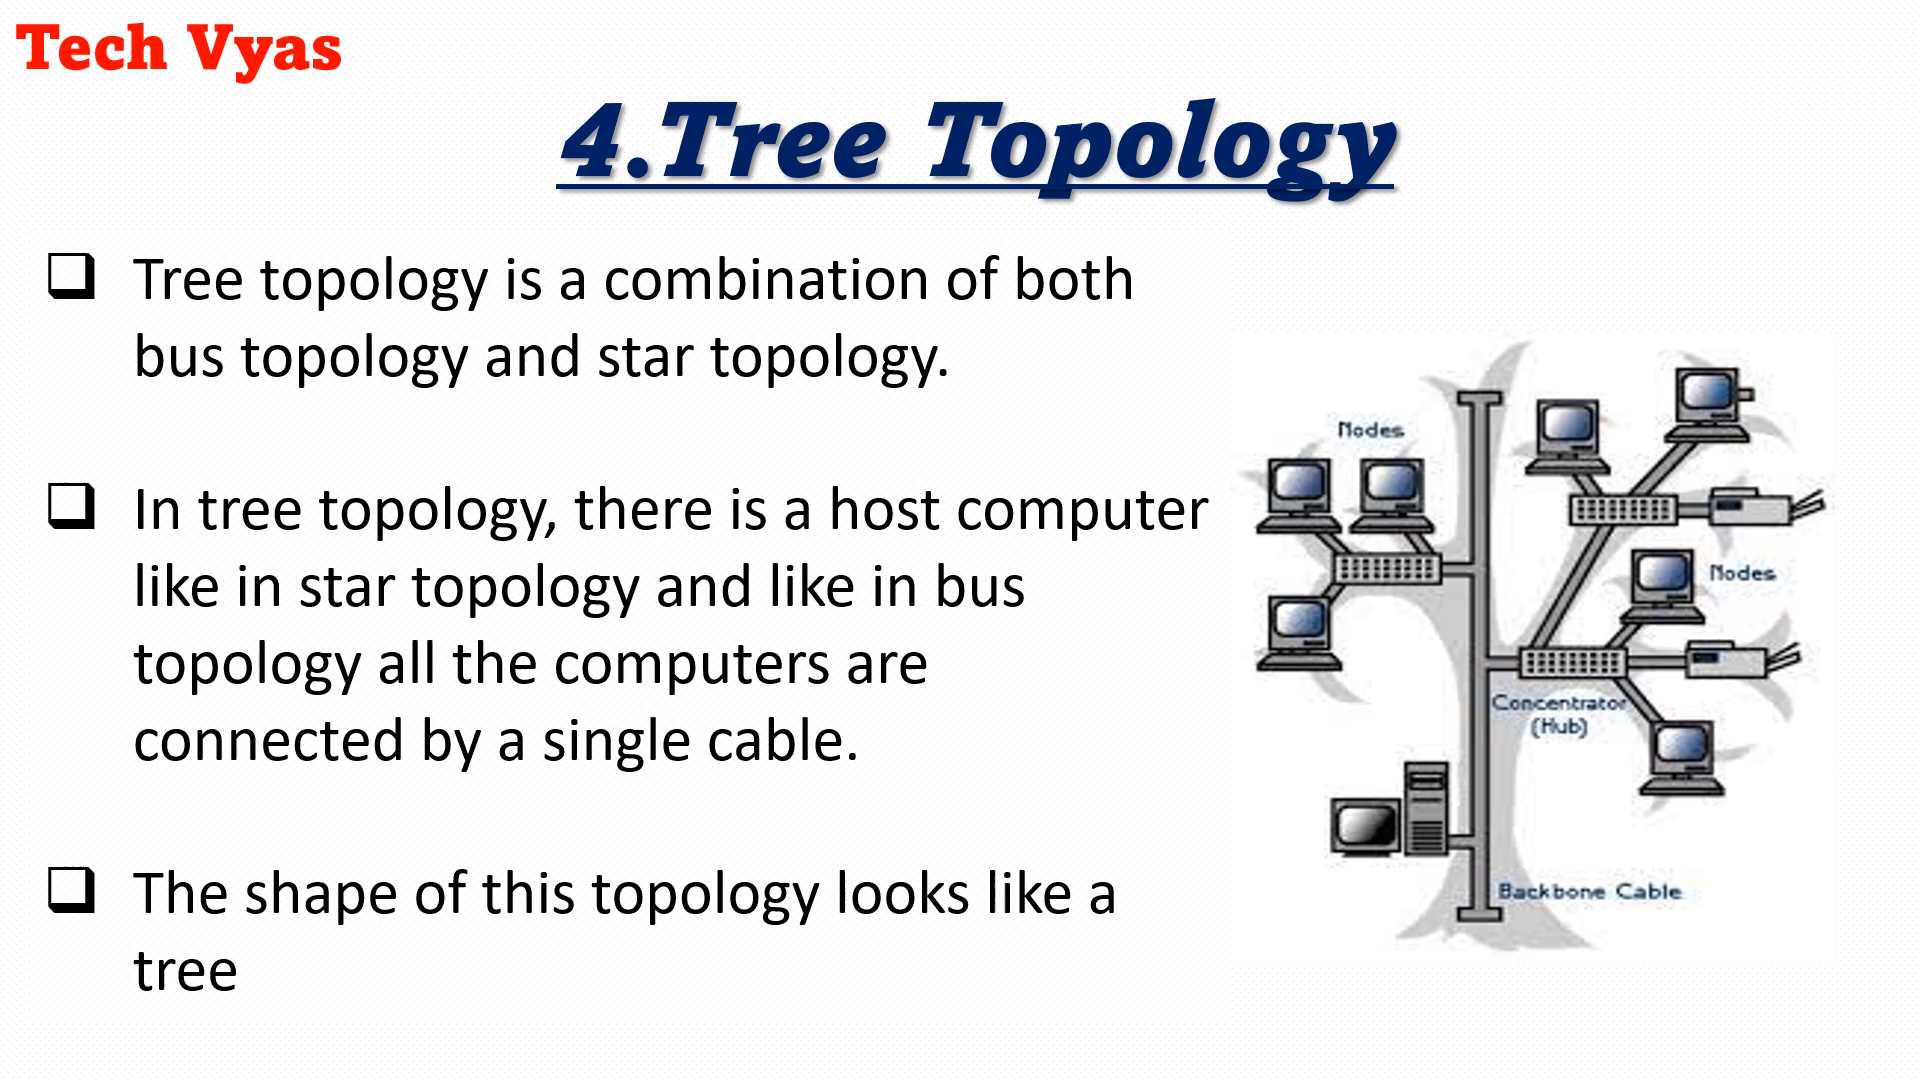 Tech Vyas
4.Tree Topology
Tree topology is a combination of both
bus topology and star topology.
In tree topology, there is a host computer
like in star topology and like in bus
topology all the computers are
connected by a single cable.
The shape of this topology looks like a
tree
Nodes
Nodes
Concentrator
(Hub)
Backbone Cable